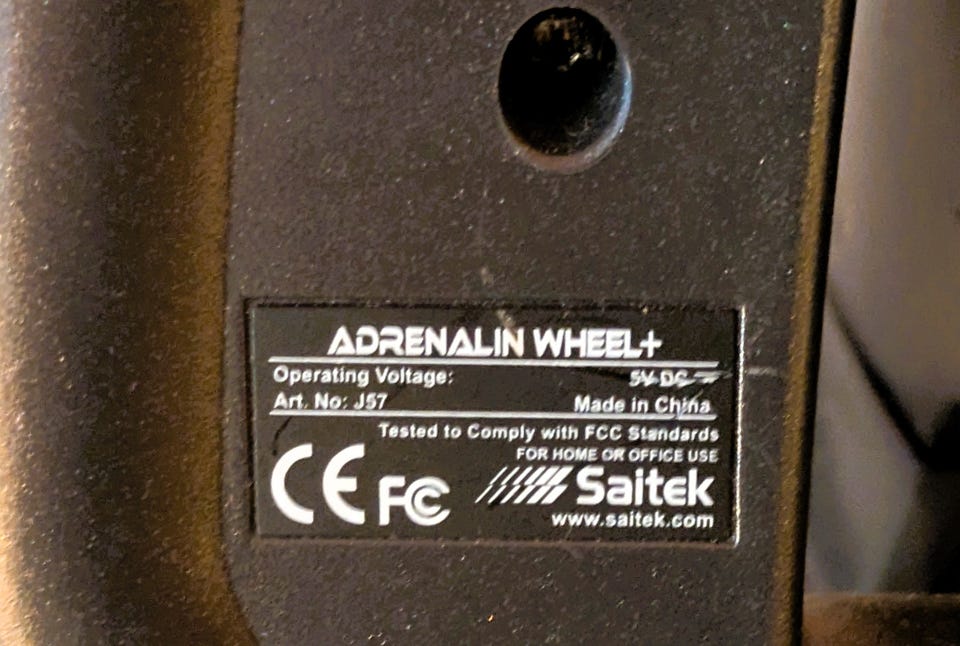 ADRENALIN WHEEL+
Operating Voltage: 5V DC
Art. No: J57 Made in China
Tested to Comply with FCC Standards
FOR HOME OR OFFICE USE
CE FC Saitek
www.saitek.com